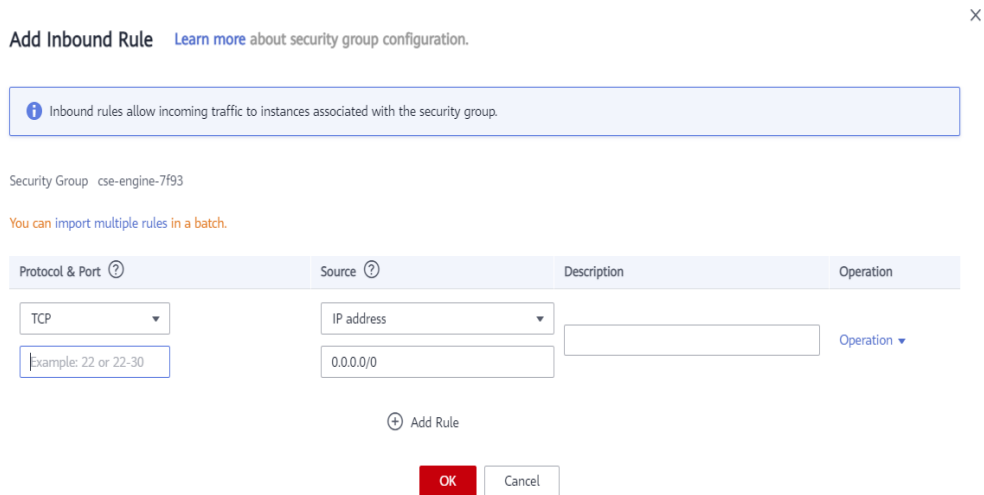 Add Inbound Rule Learn more about security group configuration.
Inbound rules allow incoming traffic to instances associated with the security group.
Security Group cse-engine-7f93
You can import multiple rules in a batch.
Protocol & Port Source Description Operation
TCP IP address
Operation
Example: 22 or 22-30 0.0.0.0/0
Add Rule
OK Cancel